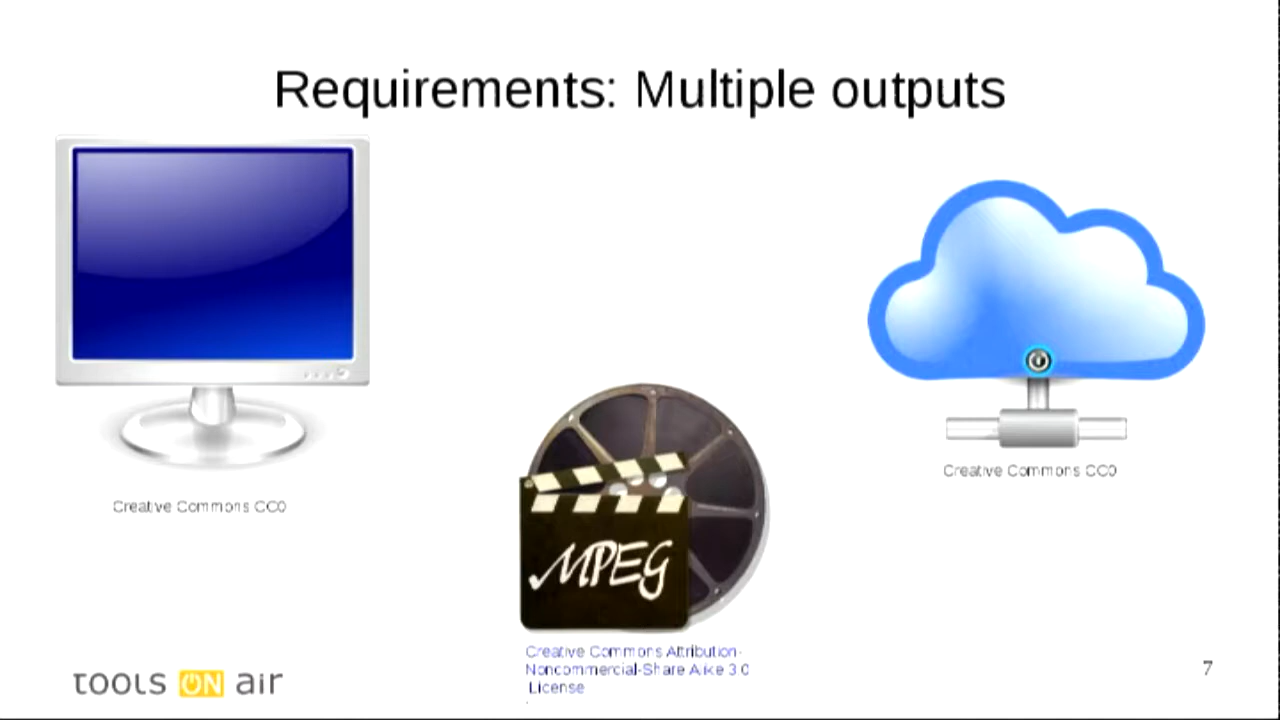 Requirements: Multiple outputs
Creative Commons CC0
Creative Commons CC0
MPEG
Creative Commons Attribution-
Noncommercial-Share Alike 3.0
License
TOOLS ON air
7